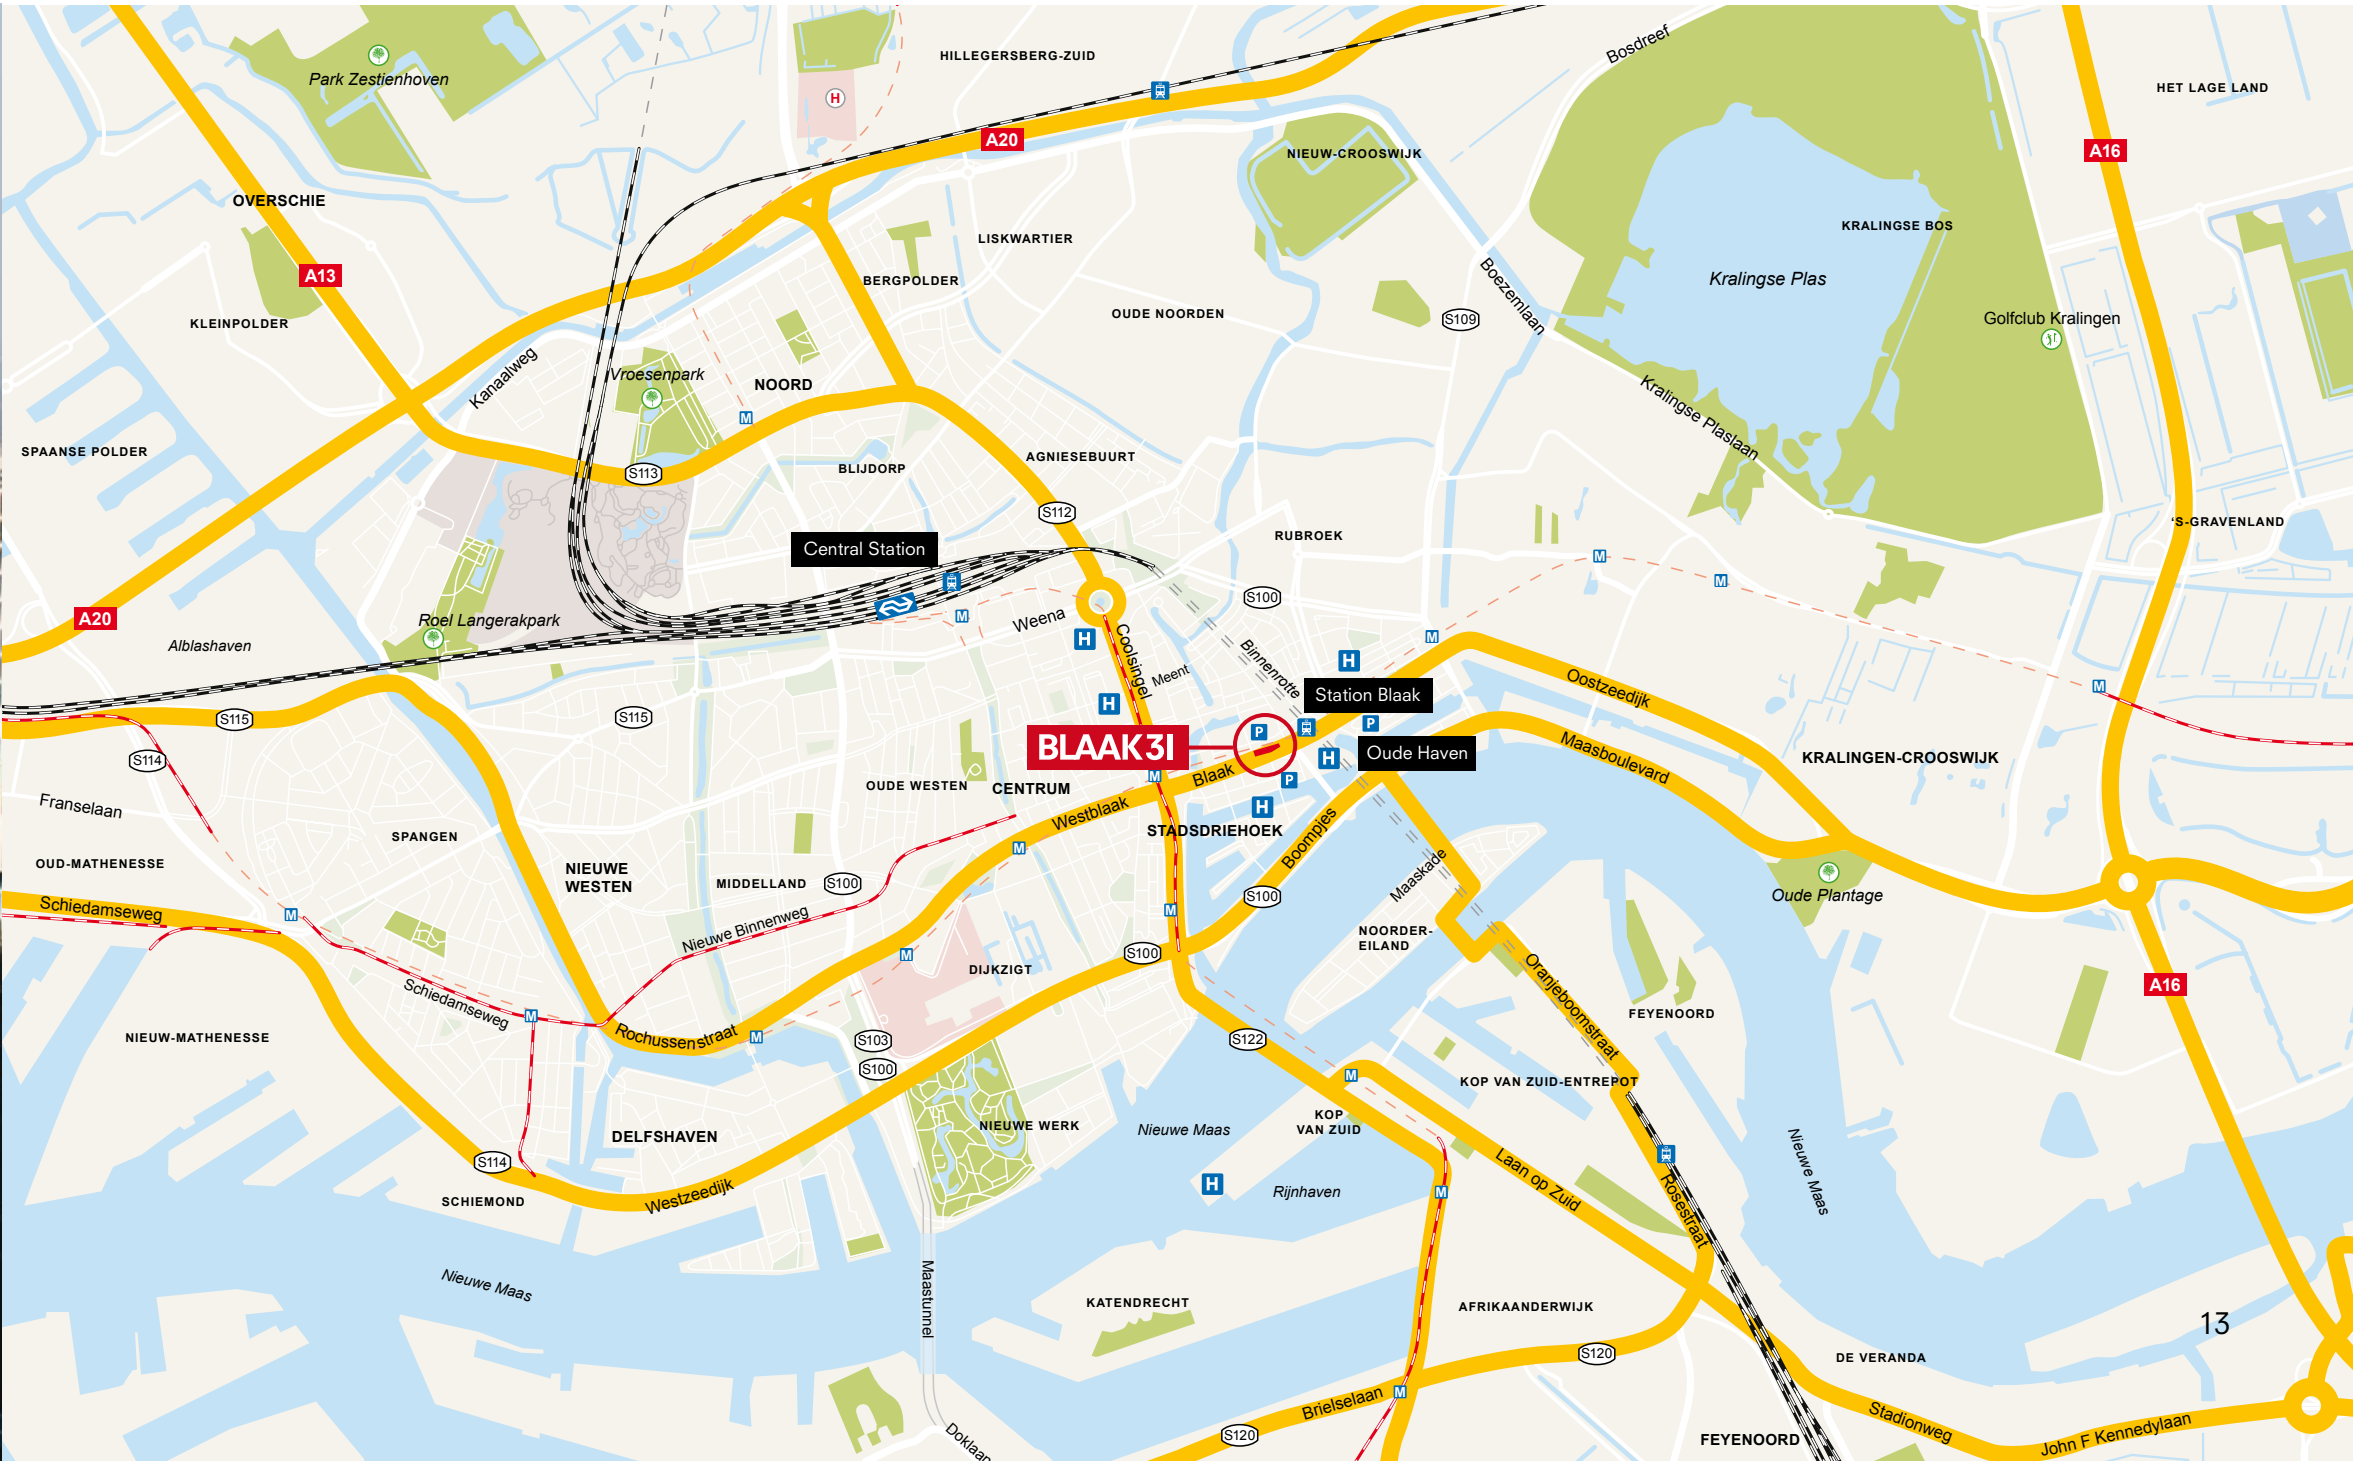 HILLEGERSBERG-ZUID
Bosdreef
Park Zestienhoven
HET LAGE LAND
H
A20
A16
NIEUW-CROOSWIJK
OVERSCHIE
KRALINGSE BOS
LISKWARTIER
A13
BERGPOLDER
Kralingse Plas
Boezemlaan
OUDE NOORDEN
S109
Golfclub Kralingen
KLEINPOLDER
Kanaalweg
Vroesenpark
NOORD
M
Kralingse Plaslaan
SPAANSE POLDER
S113
BLIJDORP
AGNIESEBUURT
S112
'S-GRAVENLAND
RUBROEK
Central Station
M
M
S100
A20
Roel Langerakpark
M
Weena
H
Coolsingel
M
Alblashaven
Binnenrotte
H
Meent
Station Blaak
Oostzeedijk
M
H
S115
S115
P
P
BLAAK31
Oude Haven
Maasboulevard
S114
H
KRALINGEN-CROOSWIJK
M
Blaak
P
OUDE WESTEN
CENTRUM
Franselaan
Westblaak
H
STADSDRIEHOEK
SPANGEN
Boompjes
M
OUD-MATHENESSE
NIEUWE
WESTEN
MIDDELLAND
S100
Maaskade
Oude Plantage
S100
Schiedamseweg
M
M
Nieuwe Binnenweg
NOORDER-
EILAND
S100
M
DIJKZIGT
Oranjeboomstraat
A16
Schiedamseweg
M
FEYENOORD
NIEUW-MATHENESSE
Rochussenstraat
M
S103
S122
S100
M
KOP VAN ZUID-ENTREPOT
KOP
VAN ZUID
NIEUWE WERK
Nieuwe Maas
DELFSHAVEN
Nieuwe Maas
S114
Laan op Zuid
H
Rijnhaven
M
Rosestraat
SCHIEMOND
Westzeedijk
Nieuwe Maas
Maastunnel
KATENDRECHT
AFRIKAANDERWIJK
13
S120
DE VERANDA
M
Brielselaan
Stadionweg
S120
John F Kennedylaan
FEYENOORD
Doklaan